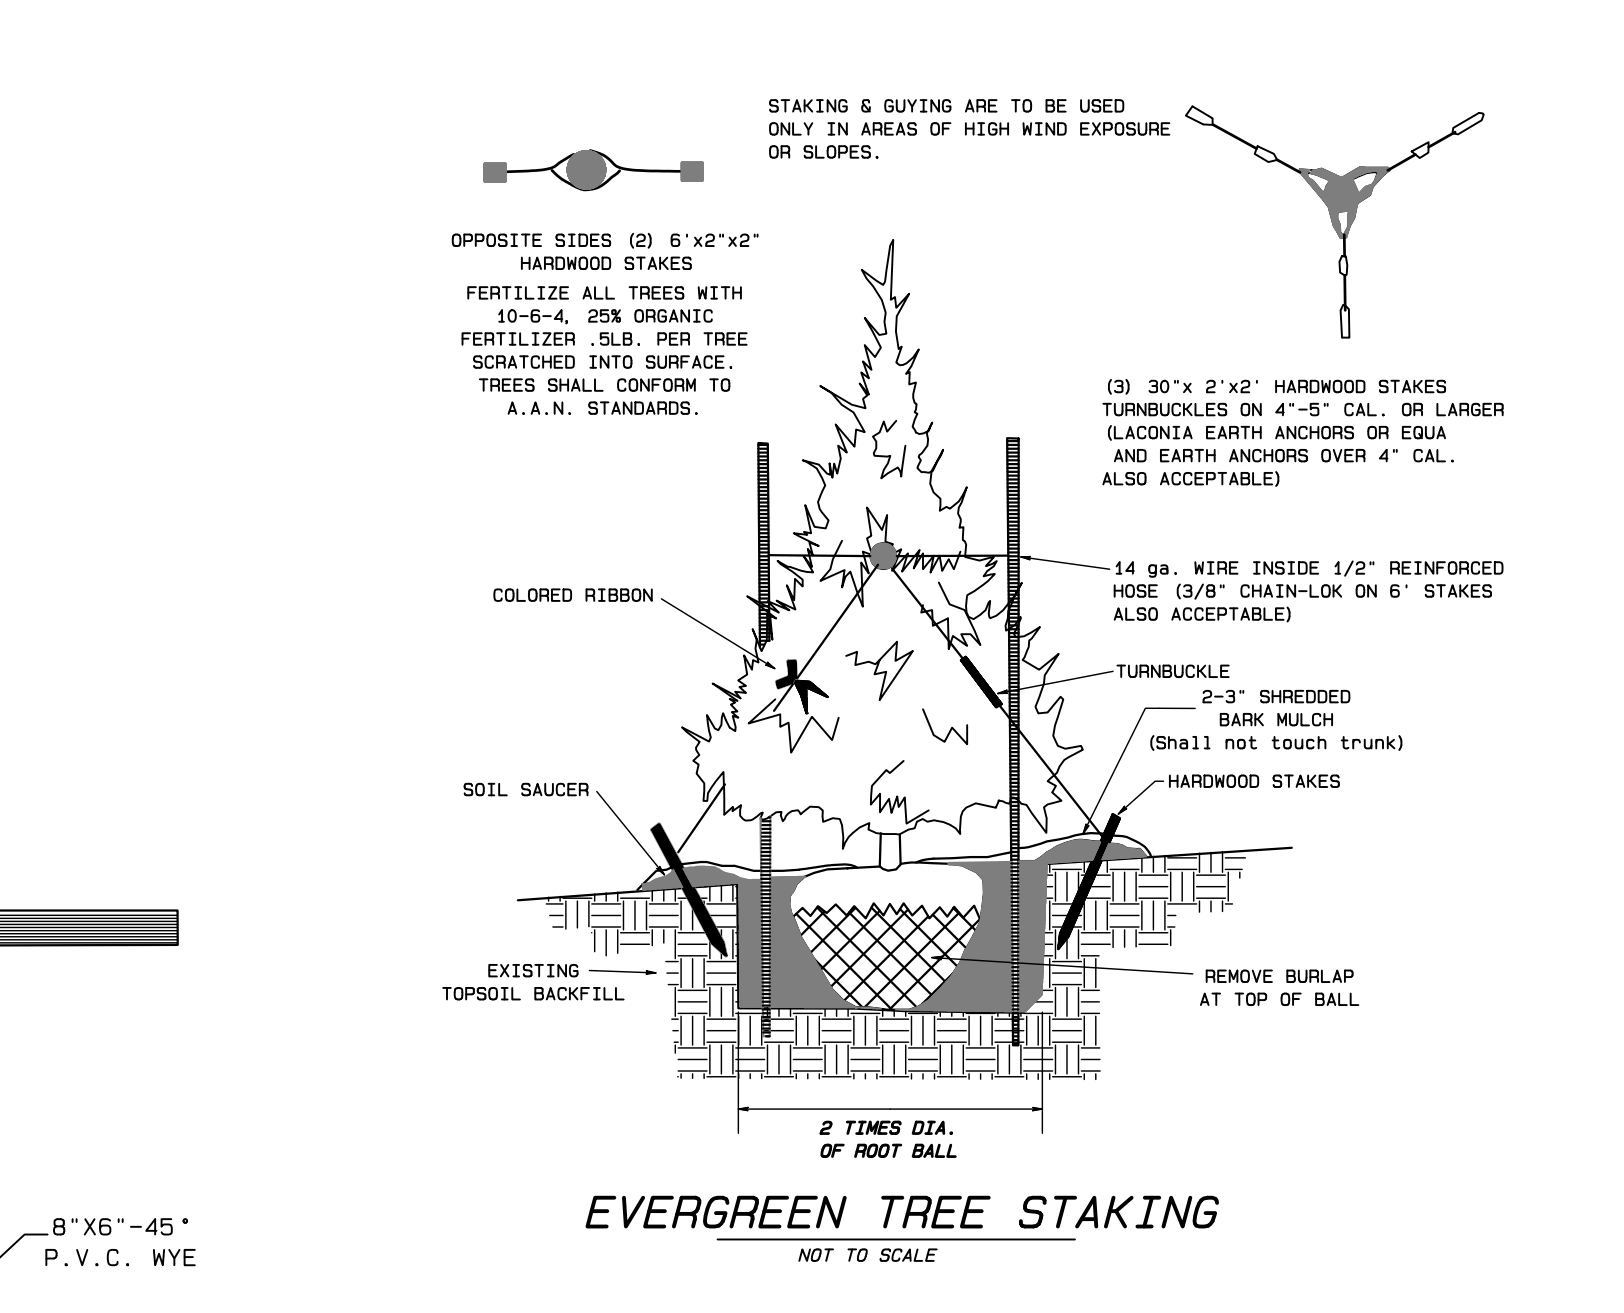 STAKING & GUYING ARE TO BE USED
ONLY IN AREAS OF HIGH WIND EXPOSURE
OR SLOPES.
OPPOSITE SIDES (2) 6'x2"x2"
HARDWOOD STAKES
FERTILIZE ALL TREES WITH
10-6-4, 25% ORGANIC
FERTILIZER .5LB. PER TREE
SCRATCHED INTO SURFACE.
TREES SHALL CONFORM TO
A.A.N. STANDARDS.
(3) 30"x 2'x2' HARDWOOD STAKES
TURNBUCKLES ON 4"-5" CAL. OR LARGER
(LACONIA EARTH ANCHORS OR EQUA
AND EARTH ANCHORS OVER 4" CAL.
ALSO ACCEPTABLE)
14 ga. WIRE INSIDE 1/2" REINFORCED
HOSE (3/8" CHAIN-LOK ON 6' STAKES
ALSO ACCEPTABLE)
COLORED RIBBON
TURNBUCKLE
2-3" SHREDDED
BARK MULCH
(Shall not touch trunk)
HARDWOOD STAKES
SOIL SAUCER
EXISTING
TOPSOIL BACKFILL
REMOVE BURLAP
AT TOP OF BALL
2 TIMES DIA.
OF ROOT BALL
EVERGREEN TREE STAKING
NOT TO SCALE
8"X6"-45°
P.V.C. WYE